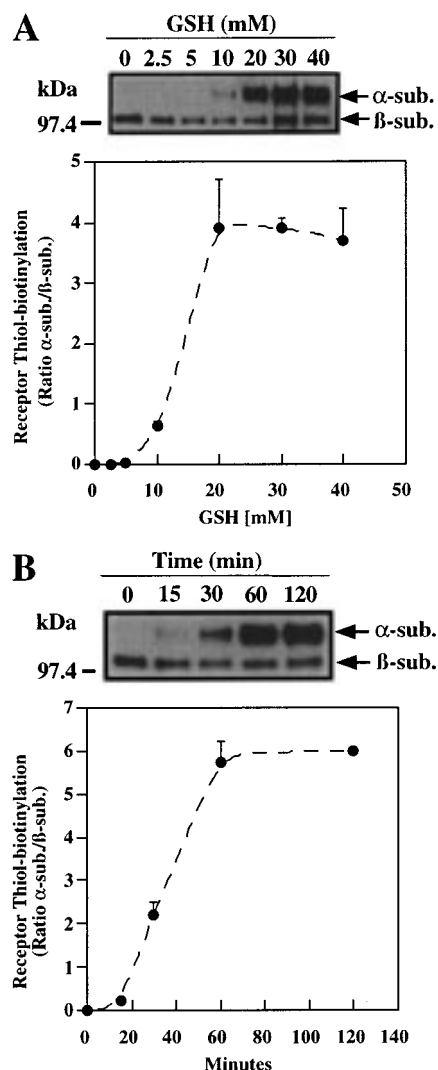 A
GSH (mM)
0 2.5 5 10 20 30 40
kDa
α-sub.
97.4
ß-sub.
5
4
3
2
1
0
Receptor Thiol-biotinylation
(Ratio α-sub./ß-sub.)
0 10 20 30 40 50
GSH [mM]
B
Time (min)
0 15 30 60 120
kDa
α-sub.
97.4
ß-sub.
7
6
5
4
3
2
1
0
Receptor Thiol-biotinylation
(Ratio α-sub./ß-sub.)
0 20 40 60 80 100 120 140
Minutes